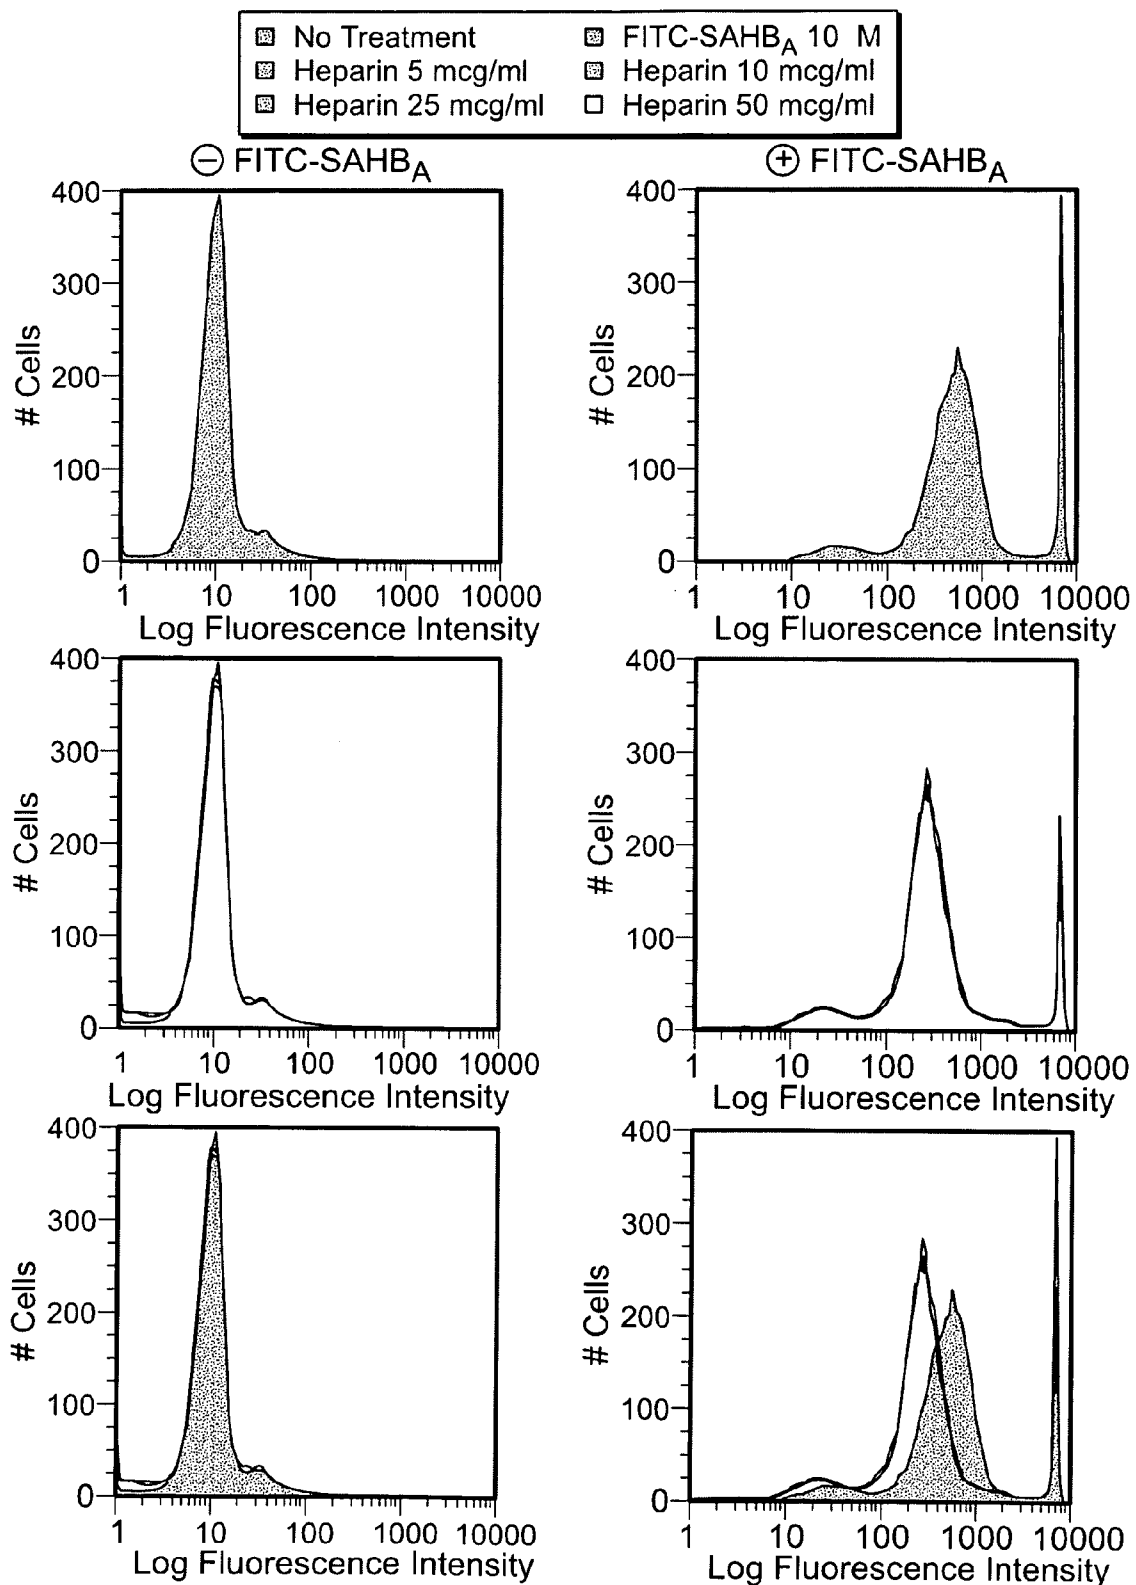 No Treatment FITC-SAHBA 10 M
Heparin 5 mcg/ml Heparin 10 mcg/ml
Heparin 25 mcg/ml Heparin 50 mcg/ml
⊖ FITC-SAHBA ⊕ FITC-SAHBA
400
300
200
100
0
# Cells
1 10 100 1000 10000
Log Fluorescence Intensity
400
300
200
100
0
# Cells
1 10 100 1000 10000
Log Fluorescence Intensity
400
300
200
100
0
# Cells
1 10 100 1000 10000
Log Fluorescence Intensity
400
300
200
100
0
# Cells
1 10 100 1000 10000
Log Fluorescence Intensity
400
300
200
100
0
# Cells
1 10 100 1000 10000
Log Fluorescence Intensity
400
300
200
100
0
# Cells
1 10 100 1000 10000
Log Fluorescence Intensity